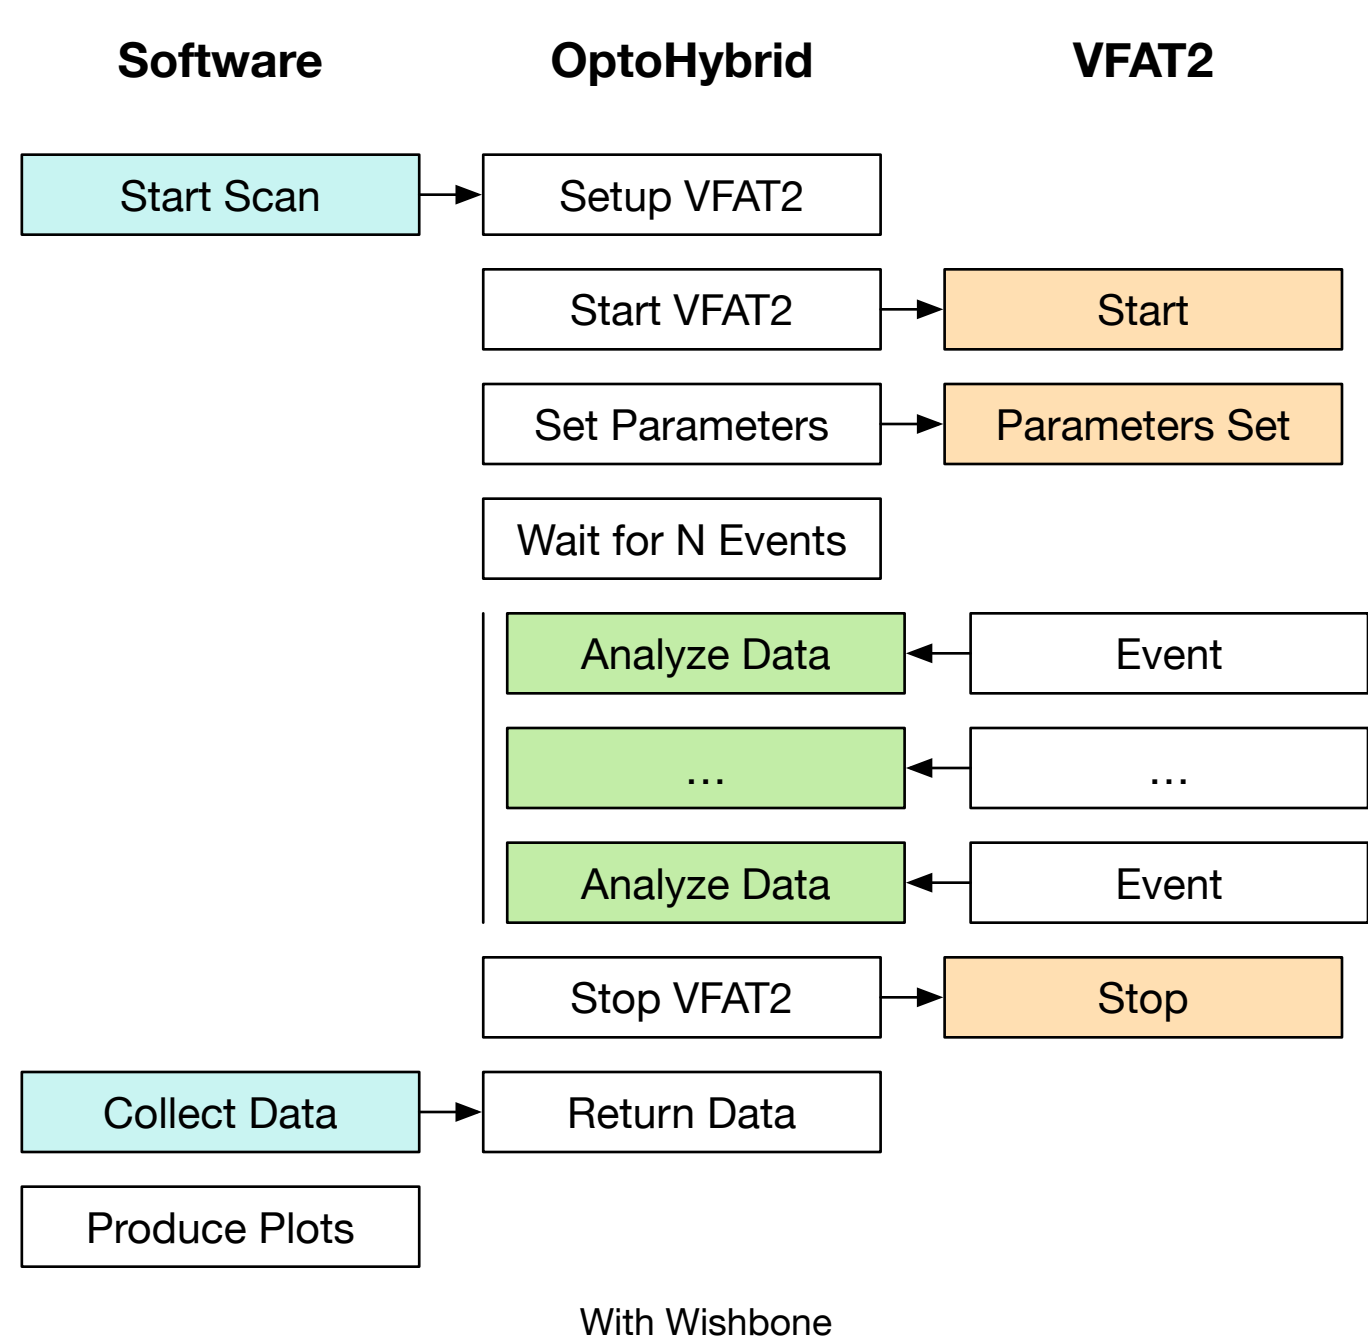 Software OptoHybrid VFAT2
Start Scan Setup VFAT2
Start VFAT2 Start
Set Parameters Parameters Set
Wait for N Events
Analyze Data Event
... ...
Analyze Data Event
Stop VFAT2 Stop
Collect Data Return Data
Produce Plots
With Wishbone